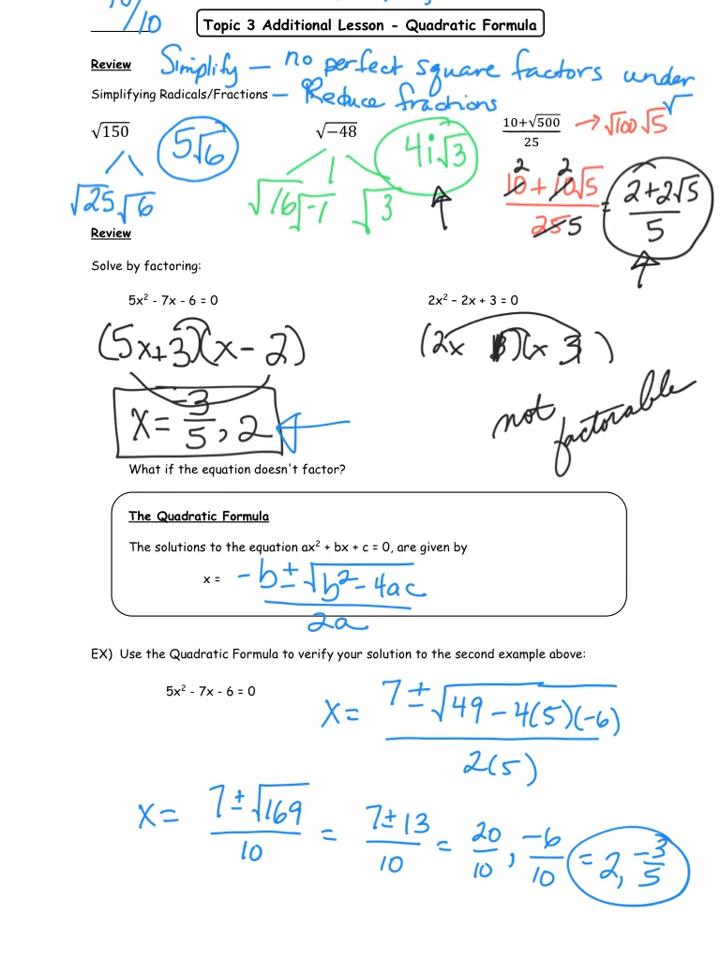 10/10
Topic 3 Additional Lesson - Quadratic Formula
Review Simplify — no perfect square factors under √
Simplifying Radicals/Fractions — Reduce fractions
√150 5√6
√25 √6
√-48 4i√3
√16 √-1 √3
(10+√500)/25 → √100 √5
(10 + 10√5)/25 2 2 5 = (2+2√5)/5
Review
Solve by factoring:
5x² - 7x - 6 = 0 2x² - 2x + 3 = 0
(5x+3)(x-2) (2x )(x 3 )
x = -3/5, 2 not factorable
What if the equation doesn't factor?
The Quadratic Formula
The solutions to the equation ax² + bx + c = 0, are given by
x = (-b ± √(b² - 4ac))/2a
EX) Use the Quadratic Formula to verify your solution to the second example above:
5x² - 7x - 6 = 0 x = (7 ± √(49 - 4(5)(-6)))/2(5)
x = (7 ± √169)/10 = (7 ± 13)/10 = 20/10, -6/10 = 2, -3/5